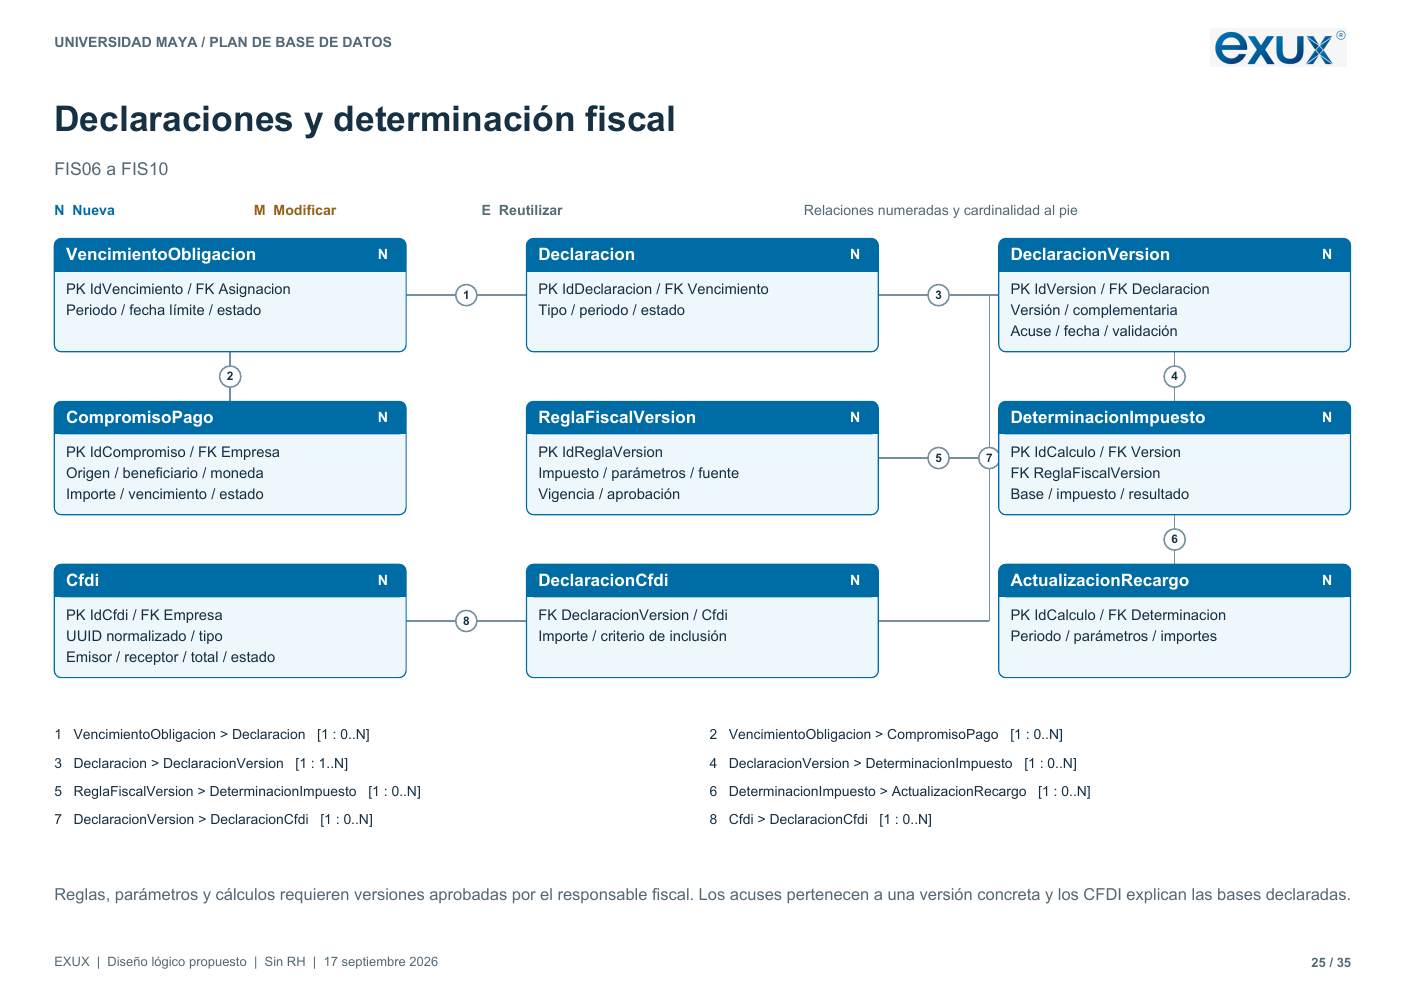 UNIVERSIDAD MAYA / PLAN DE BASE DE DATOS
exux®
Declaraciones y determinación fiscal
FIS06 a FIS10
N Nueva
M Modificar
E Reutilizar
Relaciones numeradas y cardinalidad al pie
VencimientoObligacion N
PK IdVencimiento / FK Asignacion
Periodo / fecha límite / estado
1
Declaracion N
PK IdDeclaracion / FK Vencimiento
Tipo / periodo / estado
3
DeclaracionVersion N
PK IdVersion / FK Declaracion
Versión / complementaria
Acuse / fecha / validación
2
4
CompromisoPago N
PK IdCompromiso / FK Empresa
Origen / beneficiario / moneda
Importe / vencimiento / estado
ReglaFiscalVersion N
PK IdReglaVersion
Impuesto / parámetros / fuente
Vigencia / aprobación
5
7
DeterminacionImpuesto N
PK IdCalculo / FK Version
FK ReglaFiscalVersion
Base / impuesto / resultado
6
Cfdi N
PK IdCfdi / FK Empresa
UUID normalizado / tipo
Emisor / receptor / total / estado
8
DeclaracionCfdi N
FK DeclaracionVersion / Cfdi
Importe / criterio de inclusión
ActualizacionRecargo N
PK IdCalculo / FK Determinacion
Periodo / parámetros / importes
1 VencimientoObligacion > Declaracion [1 : 0..N]
2 VencimientoObligacion > CompromisoPago [1 : 0..N]
3 Declaracion > DeclaracionVersion [1 : 1..N]
4 DeclaracionVersion > DeterminacionImpuesto [1 : 0..N]
5 ReglaFiscalVersion > DeterminacionImpuesto [1 : 0..N]
6 DeterminacionImpuesto > ActualizacionRecargo [1 : 0..N]
7 DeclaracionVersion > DeclaracionCfdi [1 : 0..N]
8 Cfdi > DeclaracionCfdi [1 : 0..N]
Reglas, parámetros y cálculos requieren versiones aprobadas por el responsable fiscal. Los acuses pertenecen a una versión concreta y los CFDI explican las bases declaradas.
EXUX | Diseño lógico propuesto | Sin RH | 17 septiembre 2026
25 / 35